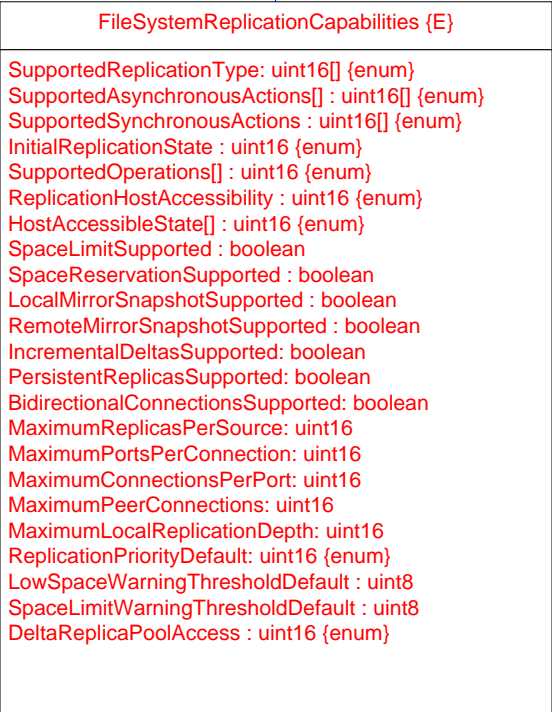 FileSystemReplicationCapabilities {E}
SupportedReplicationType: uint16[] {enum}
SupportedAsynchronousActions[] : uint16[] {enum}
SupportedSynchronousActions : uint16[] {enum}
InitialReplicationState : uint16 {enum}
SupportedOperations[] : uint16 {enum}
ReplicationHostAccessibility : uint16 {enum}
HostAccessibleState[] : uint16 {enum}
SpaceLimitSupported : boolean
SpaceReservationSupported : boolean
LocalMirrorSnapshotSupported : boolean
RemoteMirrorSnapshotSupported : boolean
IncrementalDeltasSupported: boolean
PersistentReplicasSupported: boolean
BidirectionalConnectionsSupported: boolean
MaximumReplicasPerSource: uint16
MaximumPortsPerConnection: uint16
MaximumConnectionsPerPort: uint16
MaximumPeerConnections: uint16
MaximumLocalReplicationDepth: uint16
ReplicationPriorityDefault: uint16 {enum}
LowSpaceWarningThresholdDefault : uint8
SpaceLimitWarningThresholdDefault : uint8
DeltaReplicaPoolAccess : uint16 {enum}